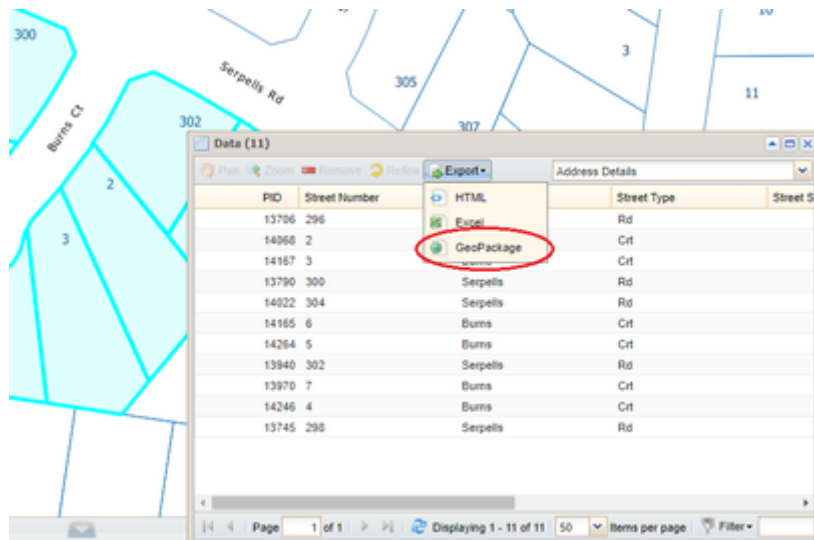 300
Burns Ct
Serpells Rd
305
3
11
302
307
2
3
Data (11)
Pan Zoom Remove Refine Export Address Details
PID Street Number Street Type Street S
HTML
Excel
GeoPackage
13706 296 Rd
14068 2 Crt
14167 3 Burns Crt
13790 300 Serpells Rd
14022 304 Serpells Rd
14165 6 Burns Crt
14264 5 Burns Crt
13940 302 Serpells Rd
13970 7 Burns Crt
14246 4 Burns Crt
13745 298 Serpells Rd
Page 1 of 1 Displaying 1 - 11 of 11 50 Items per page Filter